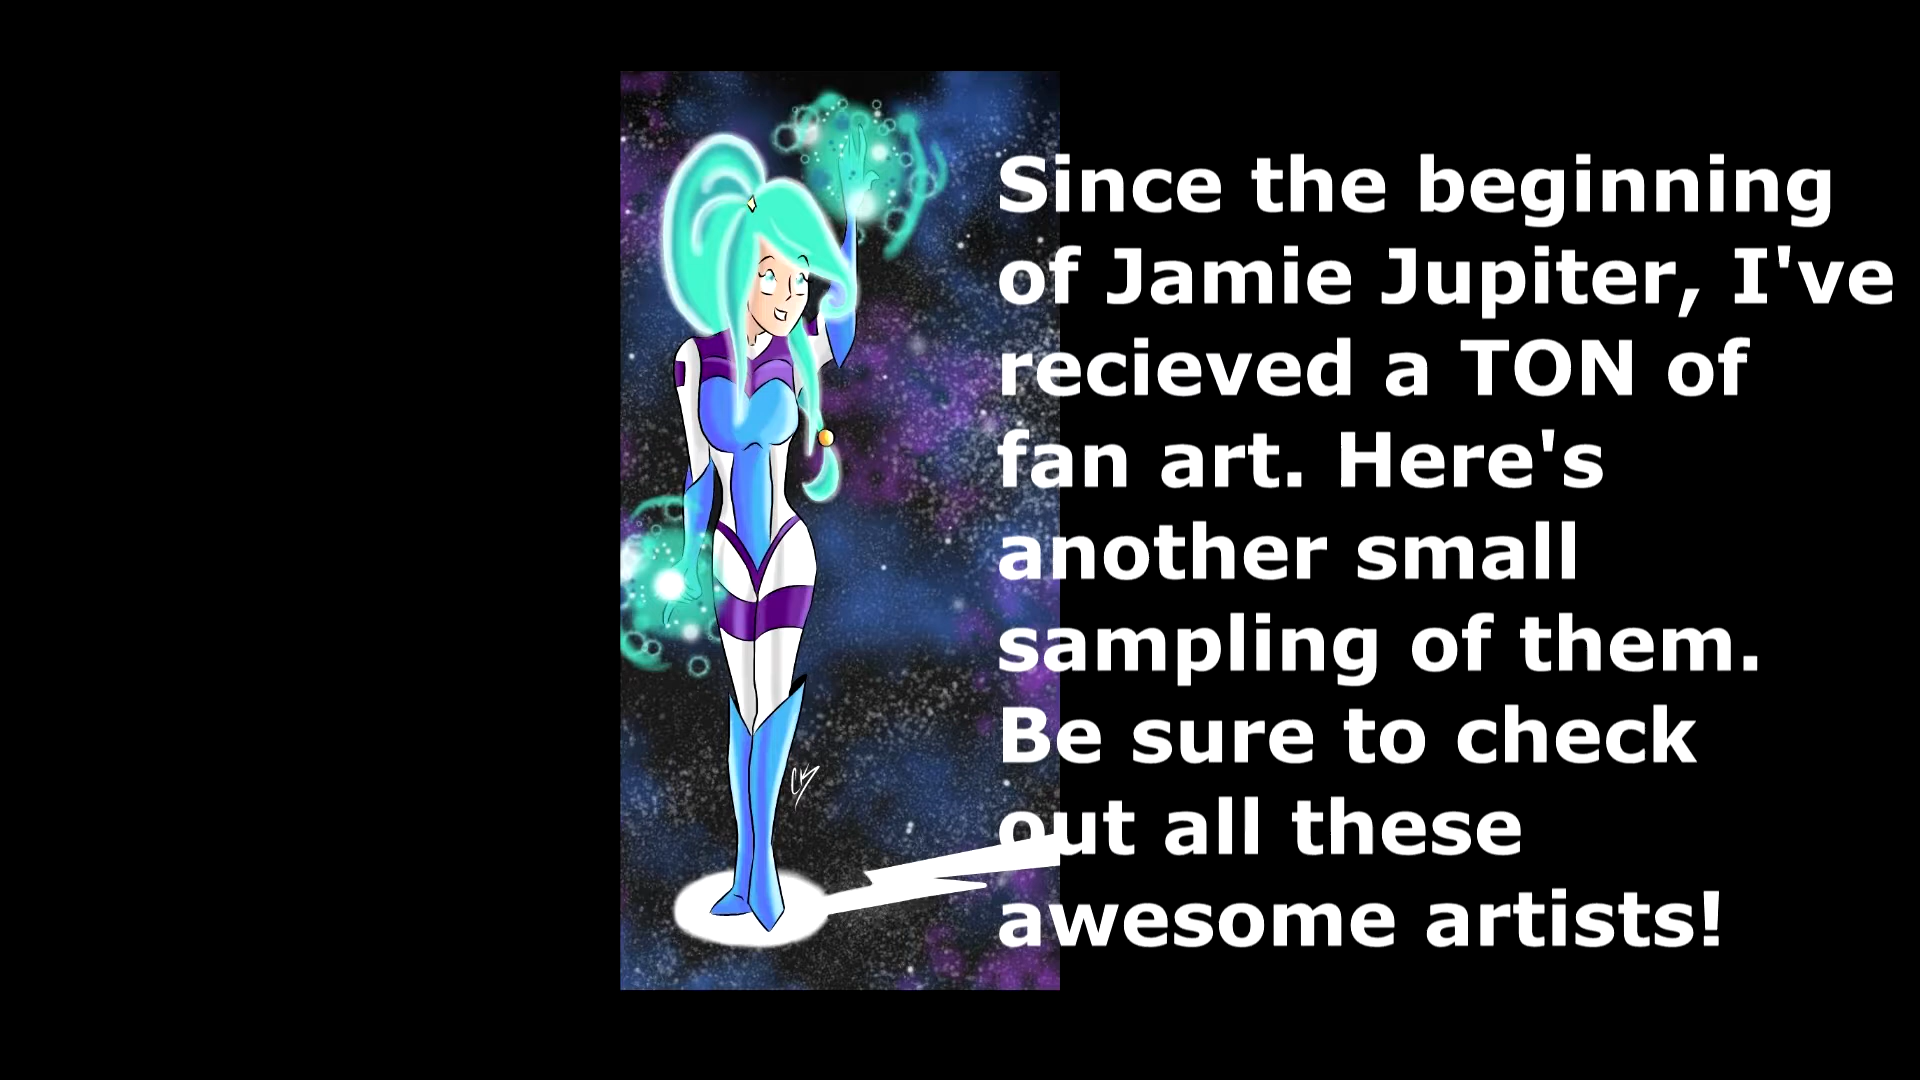 Since the beginning
of Jamie Jupiter, I've
recieved a TON of
fan art. Here's
another small
sampling of them.
Be sure to check
out all these
awesome artists!